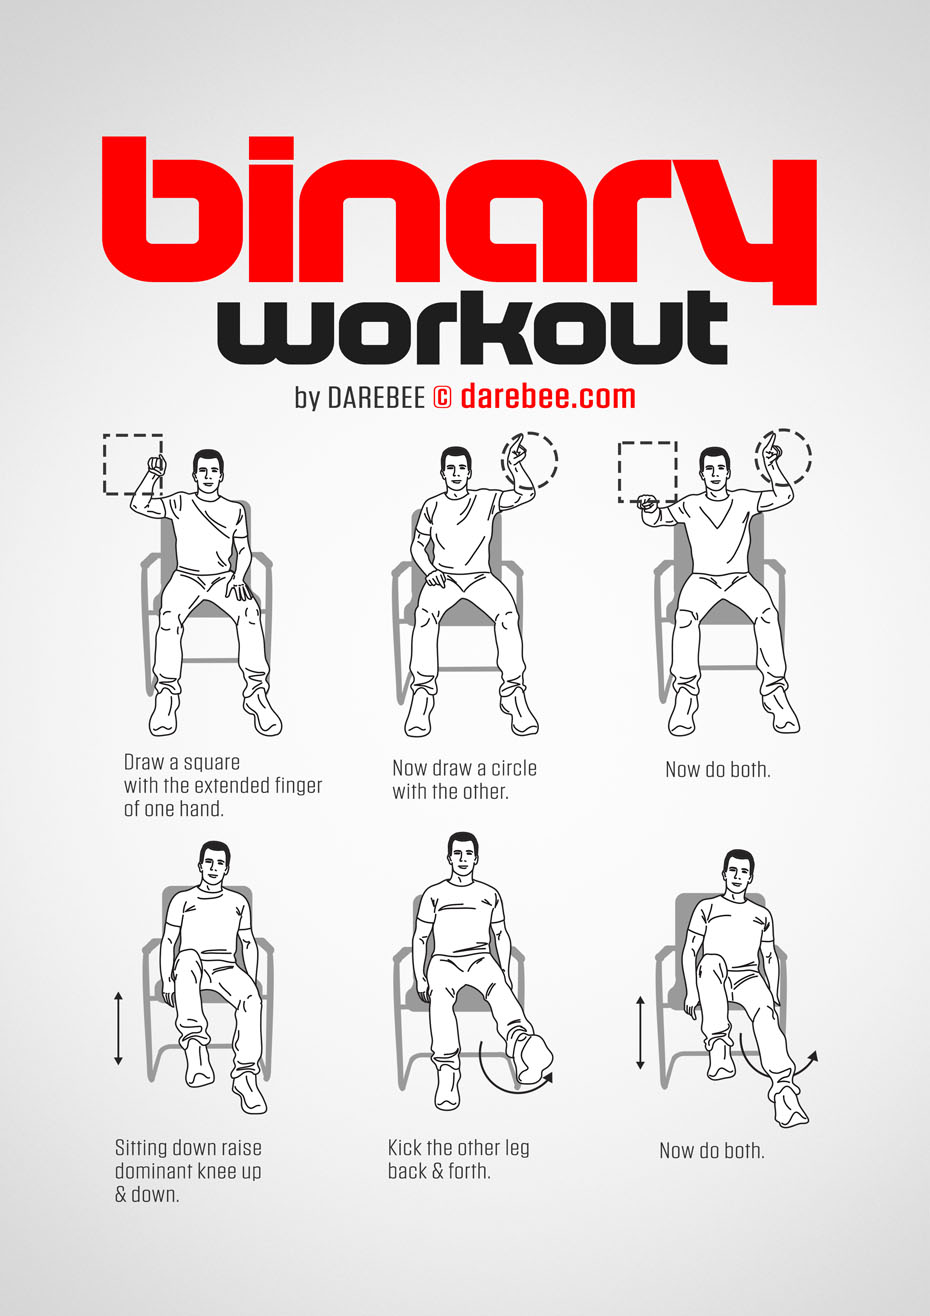 binary
workout
by DAREBEE © darebee.com
Draw a square
with the extended finger
of one hand.
Now draw a circle
with the other.
Now do both.
Sitting down raise
dominant knee up
& down.
Kick the other leg
back & forth.
Now do both.